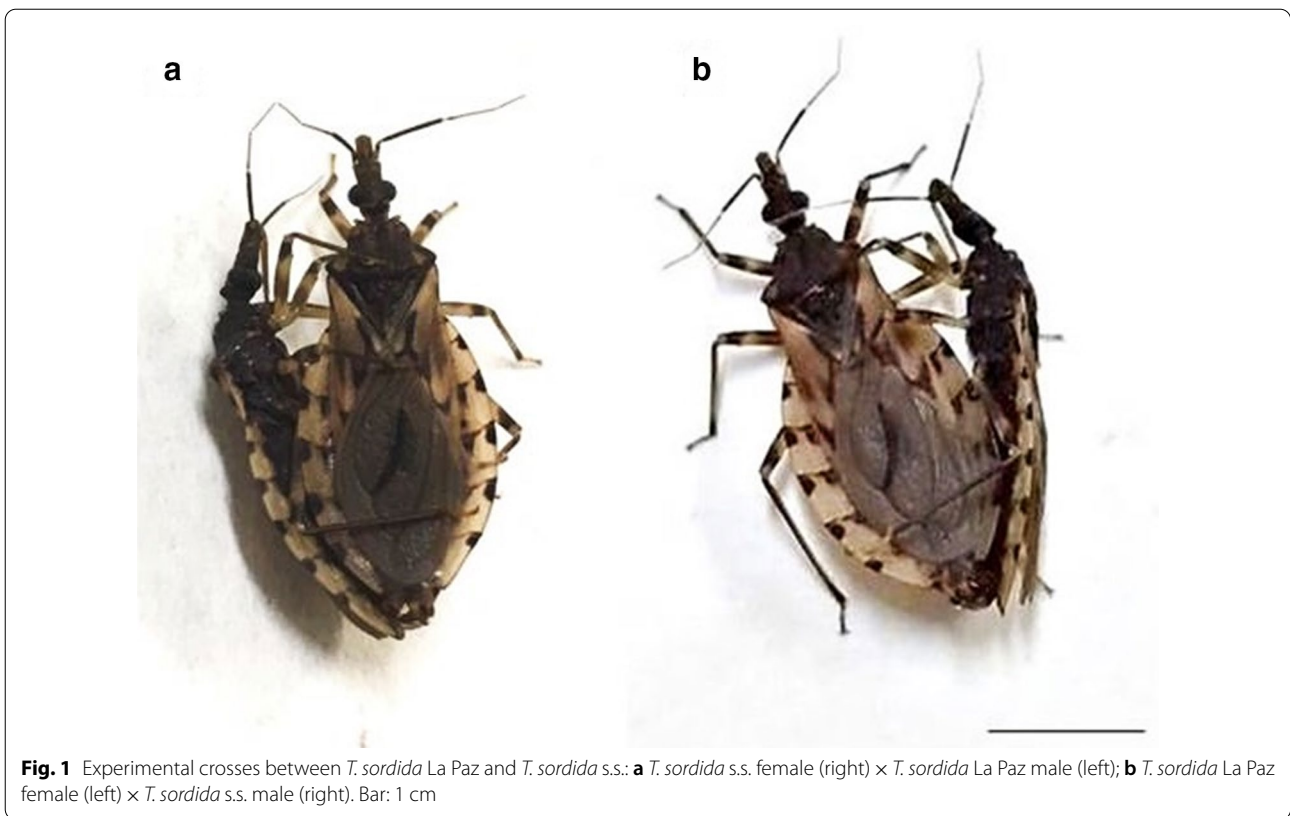 a
b
Fig. 1 Experimental crosses between T. sordida La Paz and T. sordida s.s.: a T. sordida s.s. female (right) × T. sordida La Paz male (left); b T. sordida La Paz
female (left) × T. sordida s.s. male (right). Bar: 1 cm